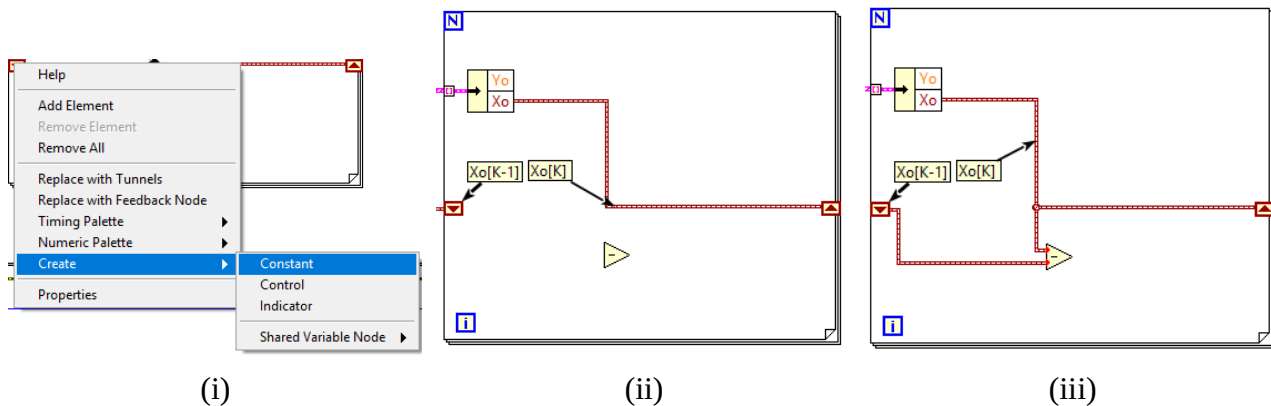 Help
Add Element
Remove Element
Remove All
Replace with Tunnels
Replace with Feedback Node
Timing Palette
Numeric Palette
Create
Properties
Constant
Control
Indicator
Shared Variable Node
(i)
N
Yo
Xo
Xo[K-1] Xo[K]
-
i
(ii)
N
Yo
Xo
Xo[K-1] Xo[K]
-
i
(iii)